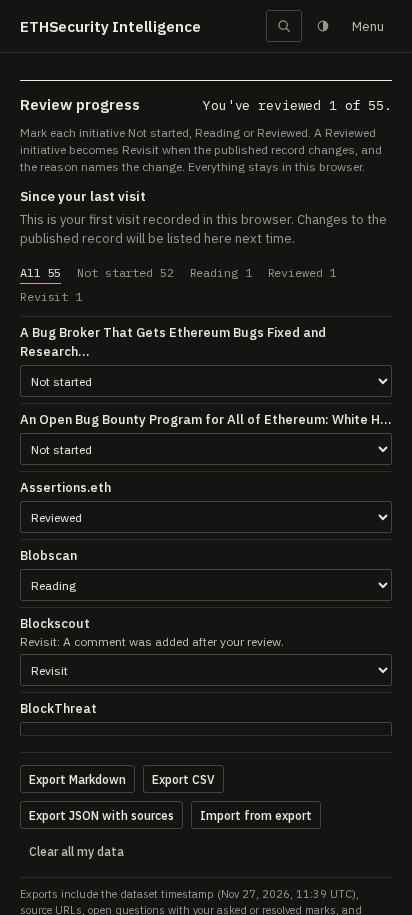 ETHSecurity Intelligence
Menu
Review progress
You've reviewed 1 of 55.
Mark each initiative Not started, Reading or Reviewed. A Reviewed
initiative becomes Revisit when the published record changes, and
the reason names the change. Everything stays in this browser.
Since your last visit
This is your first visit recorded in this browser. Changes to the
published record will be listed here next time.
All 55 Not started 52 Reading 1 Reviewed 1
Revisit 1
A Bug Broker That Gets Ethereum Bugs Fixed and
Research...
Not started
An Open Bug Bounty Program for All of Ethereum: White H...
Not started
Assertions.eth
Reviewed
Blobscan
Reading
Blockscout
Revisit: A comment was added after your review.
Revisit
BlockThreat
Export Markdown
Export CSV
Export JSON with sources
Import from export
Clear all my data
Exports include the dataset timestamp (Nov 27, 2026, 11:39 UTC),
source URLs, open questions with your asked or resolved marks, and